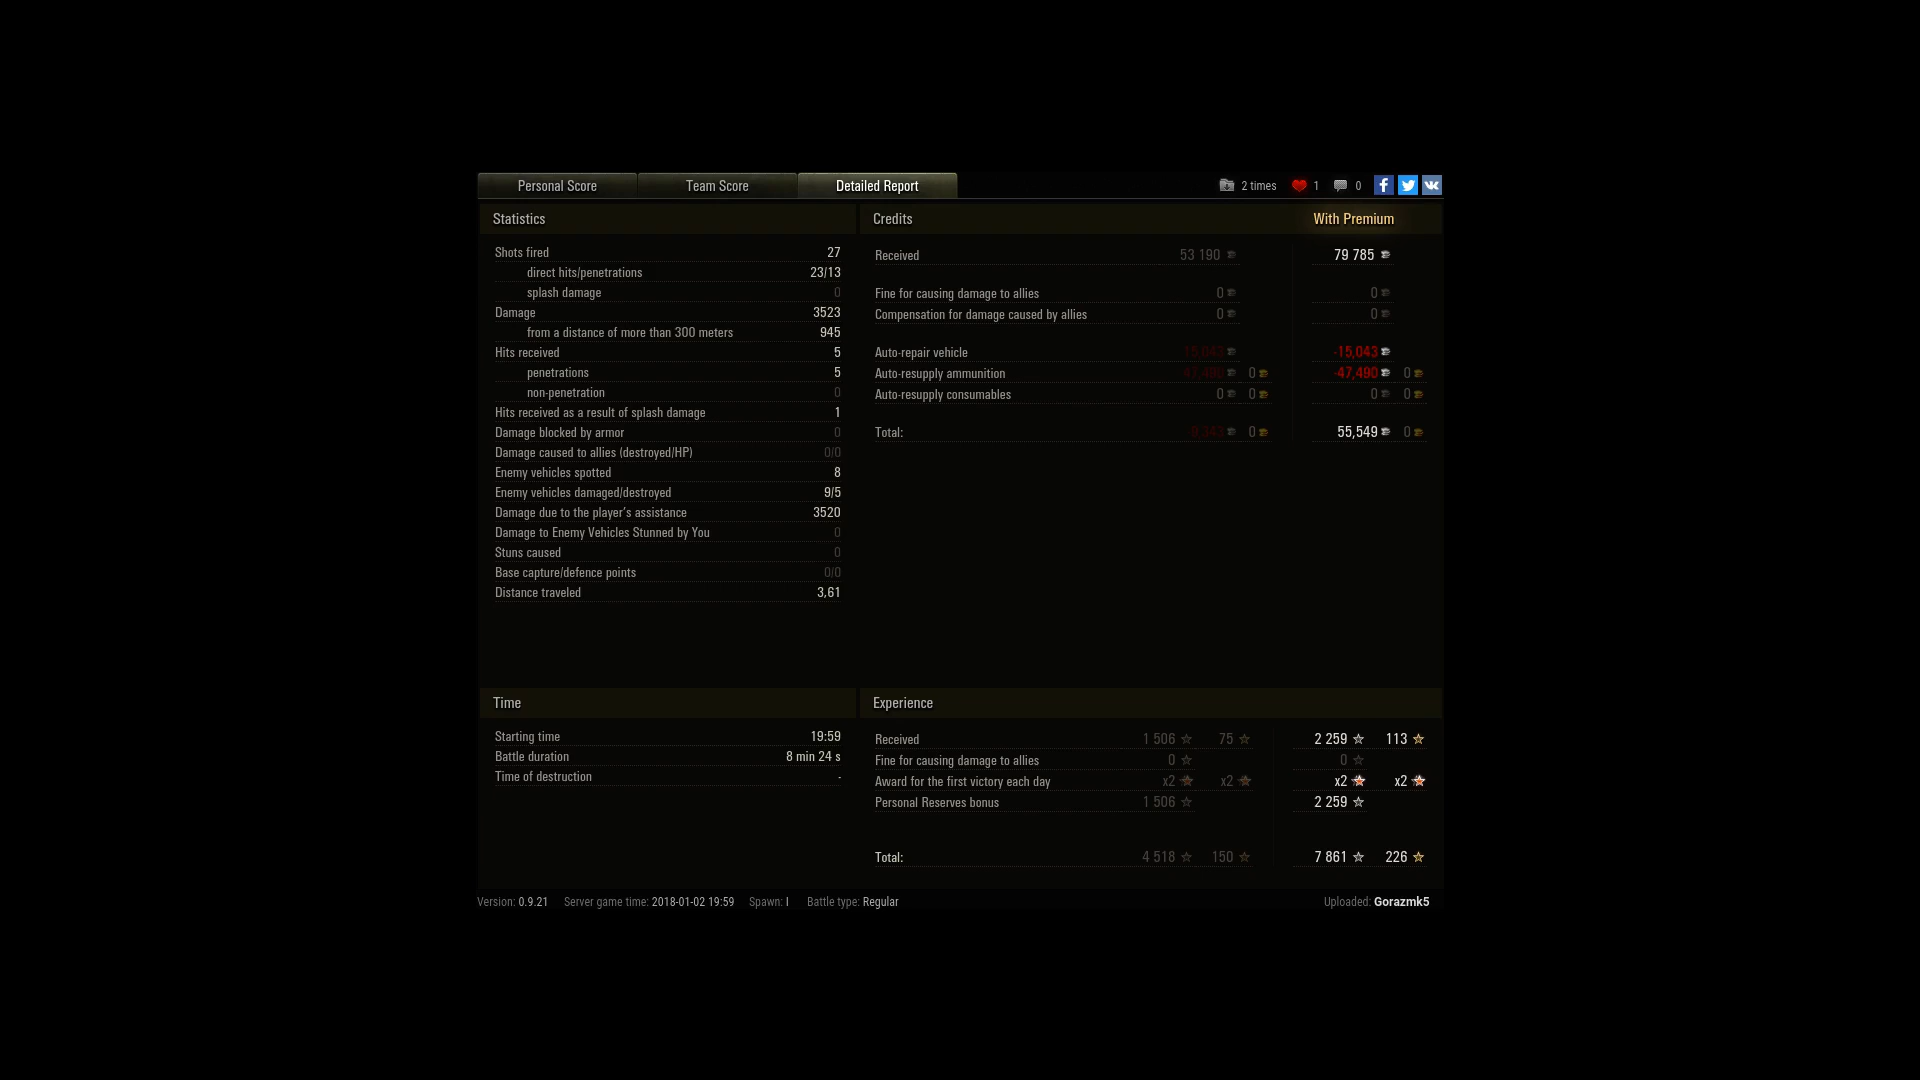 Personal Score Team Score Detailed Report 2 times 1 0
Statistics
Shots fired 27
direct hits/penetrations 23/13
splash damage 0
Damage 3523
from a distance of more than 300 meters 945
Hits received 5
penetrations 5
non-penetration 0
Hits received as a result of splash damage 1
Damage blocked by armor 0
Damage caused to allies (destroyed/HP) 0/0
Enemy vehicles spotted 8
Enemy vehicles damaged/destroyed 9/5
Damage due to the player's assistance 3520
Damage to Enemy Vehicles Stunned by You 0
Stuns caused 0
Base capture/defence points 0/0
Distance traveled 3,61
Credits With Premium
Received 53 190 79 785
Fine for causing damage to allies 0 0
Compensation for damage caused by allies 0 0
Auto-repair vehicle -15,043
Auto-resupply ammunition 0 -47,490 0
Auto-resupply consumables 0 0 0 0
Total: 0 55,549 0
Time
Starting time 19:59
Battle duration 8 min 24 s
Time of destruction -
Experience
Received 1 506 75 2 259 113
Fine for causing damage to allies 0 0
Award for the first victory each day x2 x2 x2 x2
Personal Reserves bonus 1 506 2 259
Total: 4 518 150 7 861 226
Version: 0.9.21 Server game time: 2018-01-02 19:59 Spawn: I Battle type: Regular Uploaded: Gorazmk5